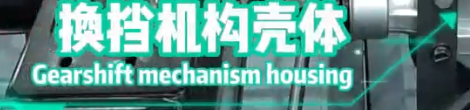 换挡机构壳体
Gearshift mechanism housing